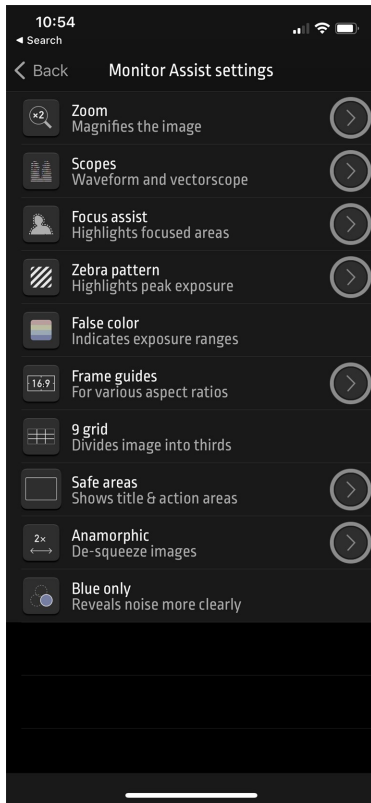 10:54
◀ Search
Back
Monitor Assist settings
×2
Zoom
Magnifies the image
Scopes
Waveform and vectorscope
Focus assist
Highlights focused areas
Zebra pattern
Highlights peak exposure
False color
Indicates exposure ranges
16:9
Frame guides
For various aspect ratios
9 grid
Divides image into thirds
Safe areas
Shows title & action areas
2×
Anamorphic
De-squeeze images
Blue only
Reveals noise more clearly